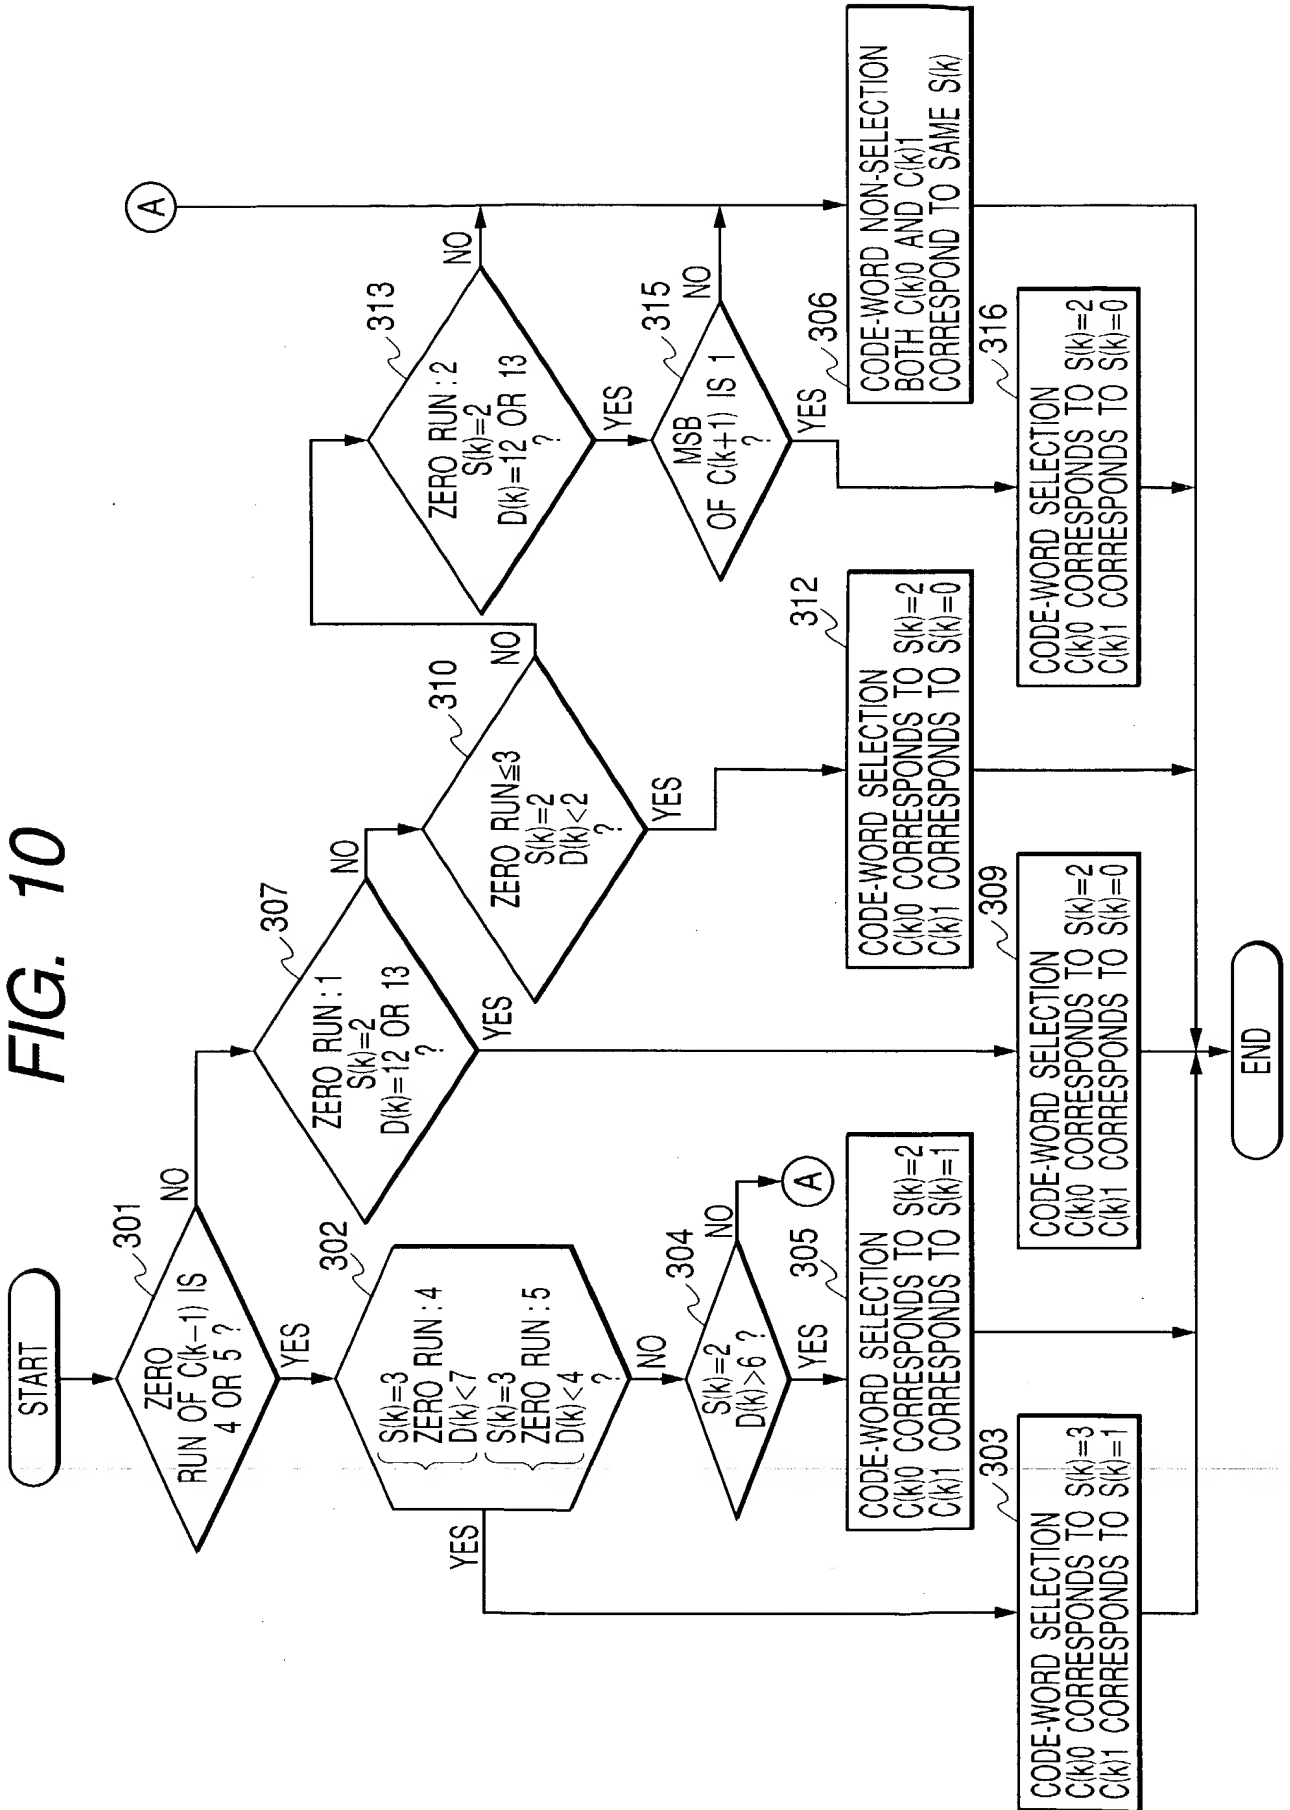 FIG. 10
START
301
ZERO
RUN OF C(k−1) IS
4 OR 5 ?
NO
YES
302
S(k)=3
ZERO RUN : 4
D(k)<7
S(k)=3
ZERO RUN : 5
D(k)<4
?
YES
NO
304
S(k)=2
D(k)>6 ?
NO
A
YES
305
CODE-WORD SELECTION
C(k)0 CORRESPONDS TO S(k)=2
C(k)1 CORRESPONDS TO S(k)=1
303
CODE-WORD SELECTION
C(k)0 CORRESPONDS TO S(k)=3
C(k)1 CORRESPONDS TO S(k)=1
307
ZERO RUN : 1
S(k)=2
D(k)=12 OR 13
?
NO
YES
309
CODE-WORD SELECTION
C(k)0 CORRESPONDS TO S(k)=2
C(k)1 CORRESPONDS TO S(k)=0
310
ZERO RUN≦3
S(k)=2
D(k)<2
?
NO
YES
312
CODE-WORD SELECTION
C(k)0 CORRESPONDS TO S(k)=2
C(k)1 CORRESPONDS TO S(k)=0
313
ZERO RUN : 2
S(k)=2
D(k)=12 OR 13
?
NO
YES
315
MSB
OF C(k+1) IS 1
?
NO
YES
316
CODE-WORD SELECTION
C(k)0 CORRESPONDS TO S(k)=2
C(k)1 CORRESPONDS TO S(k)=0
A
306
CODE-WORD NON-SELECTION
BOTH C(k)0 AND C(k)1
CORRESPOND TO SAME S(k)
END